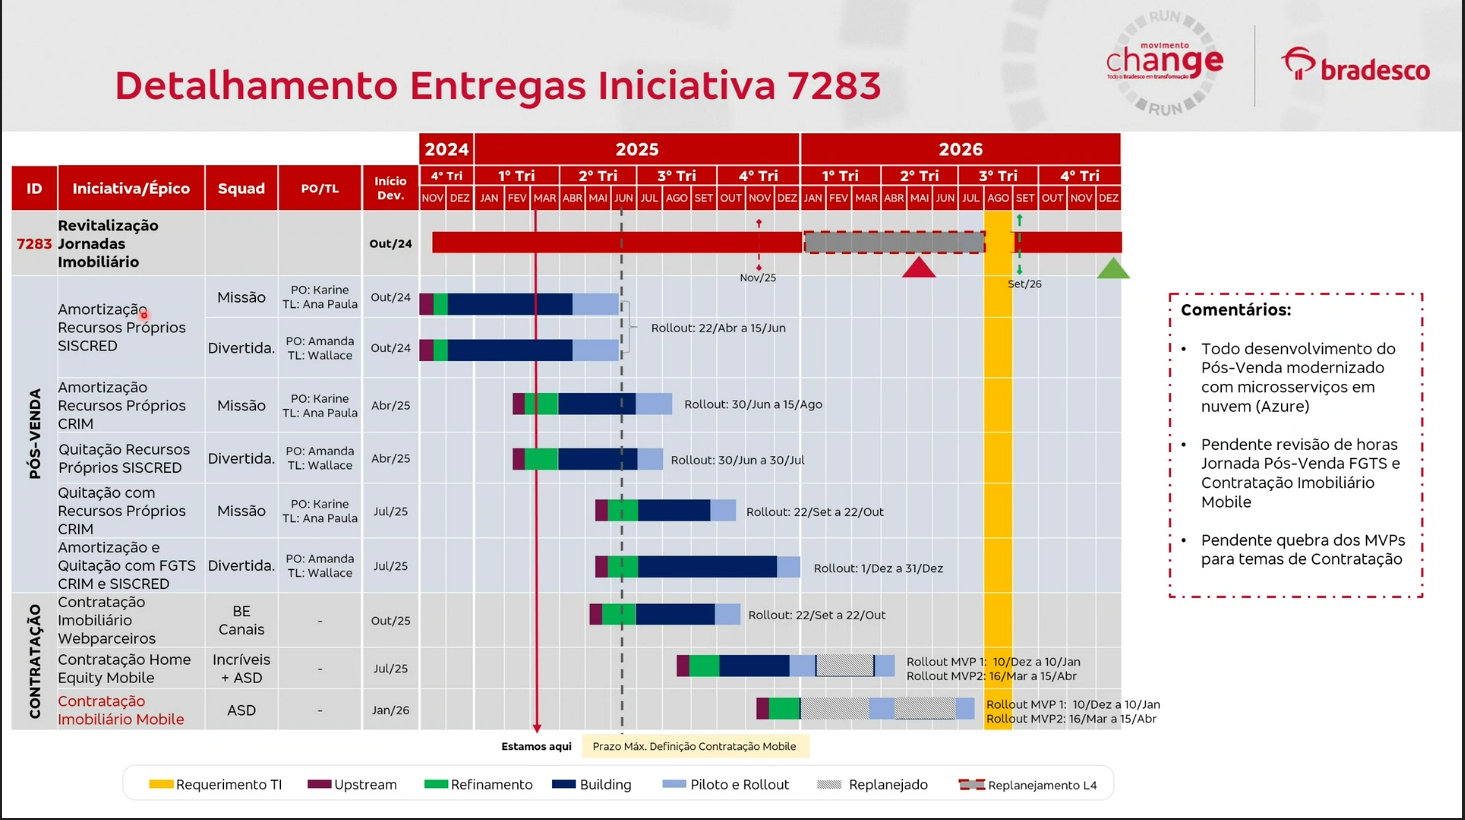 RUN
movimento
change
Todo o Bradesco em transformação
RUN
bradesco
Detalhamento Entregas Iniciativa 7283
2024
2025
2026
ID
Iniciativa/Épico
Squad
PO/TL
Início
Dev.
4º Tri
1º Tri
2º Tri
3º Tri
4º Tri
1º Tri
2º Tri
3º Tri
4º Tri
NOV DEZ JAN FEV MAR ABR MAI JUN JUL AGO SET OUT NOV DEZ JAN FEV MAR ABR MAI JUN JUL AGO SET OUT NOV DEZ
7283
Revitalização
Jornadas
Imobiliário
Out/24
Nov/25
Set/26
PÓS-VENDA
Amortização
Recursos Próprios
SISCRED
Missão
PO: Karine
TL: Ana Paula
Out/24
Divertida.
PO: Amanda
TL: Wallace
Out/24
Rollout: 22/Abr a 15/Jun
Amortização
Recursos Próprios
CRIM
Missão
PO: Karine
TL: Ana Paula
Abr/25
Rollout: 30/Jun a 15/Ago
Quitação Recursos
Próprios SISCRED
Divertida.
PO: Amanda
TL: Wallace
Abr/25
Rollout: 30/Jun a 30/Jul
Quitação com
Recursos Próprios
CRIM
Missão
PO: Karine
TL: Ana Paula
Jul/25
Rollout: 22/Set a 22/Out
Amortização e
Quitação com FGTS
CRIM e SISCRED
Divertida.
PO: Amanda
TL: Wallace
Jul/25
Rollout: 1/Dez a 31/Dez
CONTRATAÇÃO
Contratação
Imobiliário
Webparceiros
BE
Canais
-
Out/25
Rollout: 22/Set a 22/Out
Contratação Home
Equity Mobile
Incríveis
+ ASD
-
Jul/25
Rollout MVP 1: 10/Dez a 10/Jan
Rollout MVP2: 16/Mar a 15/Abr
Contratação
Imobiliário Mobile
ASD
-
Jan/26
Rollout MVP 1: 10/Dez a 10/Jan
Rollout MVP2: 16/Mar a 15/Abr
Estamos aqui
Prazo Máx. Definição Contratação Mobile
Requerimento TI
Upstream
Refinamento
Building
Piloto e Rollout
Replanejado
Replanejamento L4
Comentários:
• Todo desenvolvimento do
Pós-Venda modernizado
com microsserviços em
nuvem (Azure)
• Pendente revisão de horas
Jornada Pós-Venda FGTS e
Contratação Imobiliário
Mobile
• Pendente quebra dos MVPs
para temas de Contratação